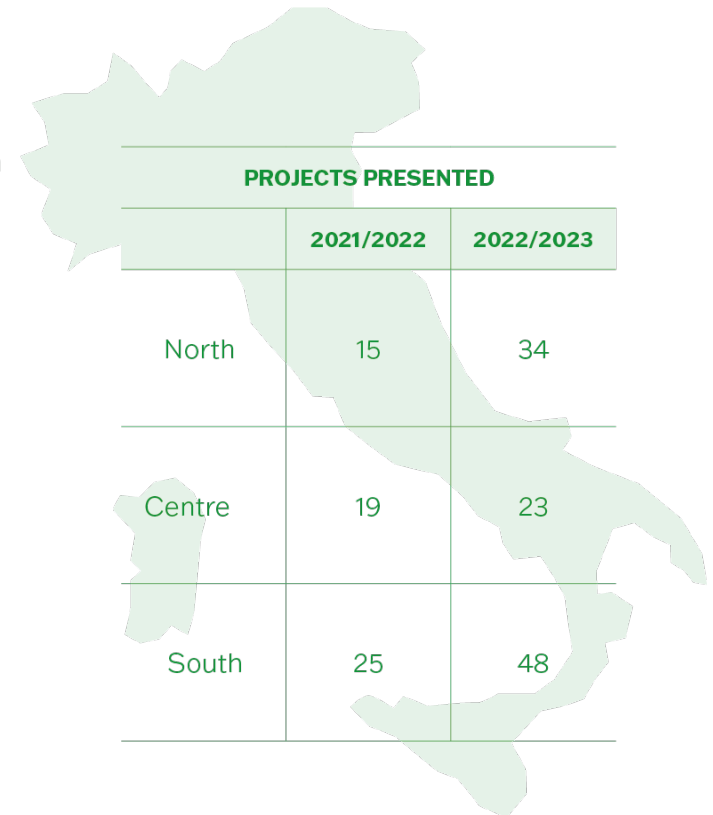 PROJECTS PRESENTED
2021/2022 2022/2023
North 15 34
Centre 19 23
South 25 48